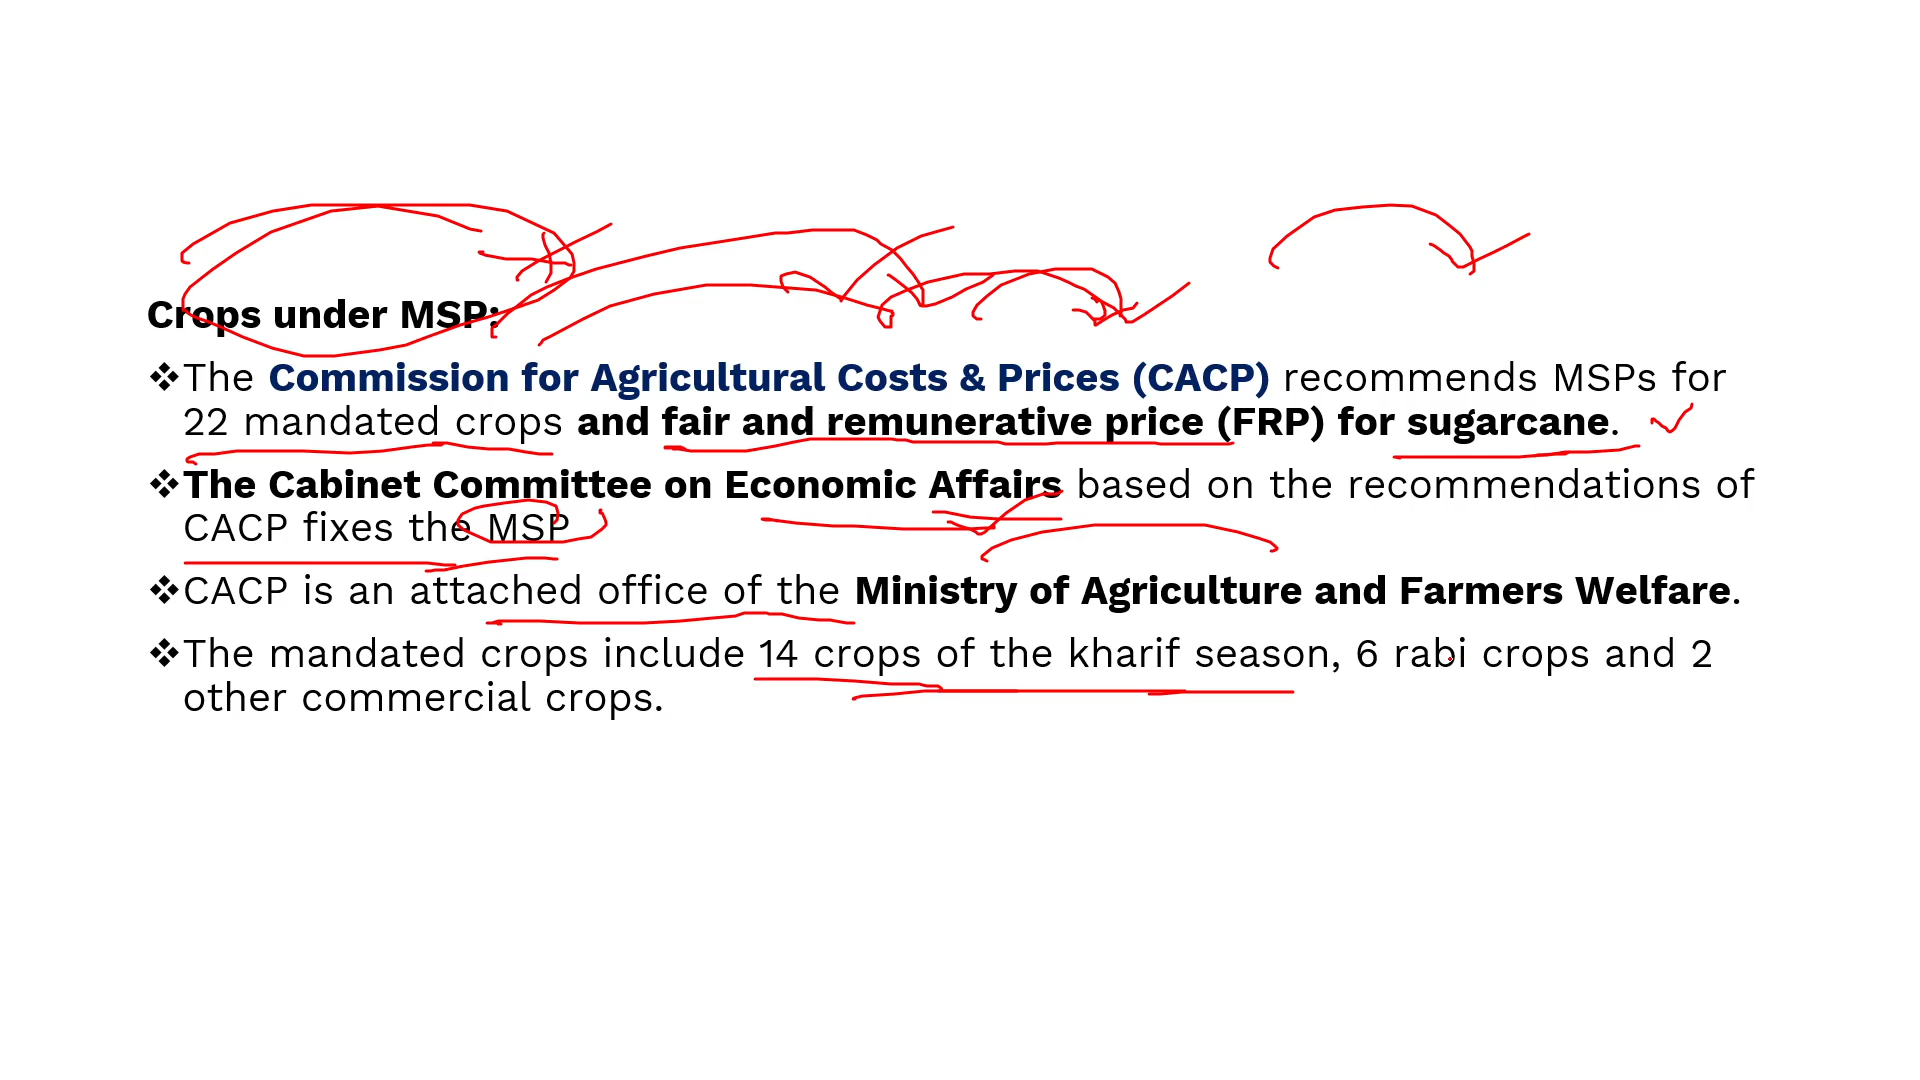 Crops under MSP:
❖The Commission for Agricultural Costs & Prices (CACP) recommends MSPs for
22 mandated crops and fair and remunerative price (FRP) for sugarcane.
❖The Cabinet Committee on Economic Affairs based on the recommendations of
CACP fixes the MSP
❖CACP is an attached office of the Ministry of Agriculture and Farmers Welfare.
❖The mandated crops include 14 crops of the kharif season, 6 rabi crops and 2
other commercial crops.